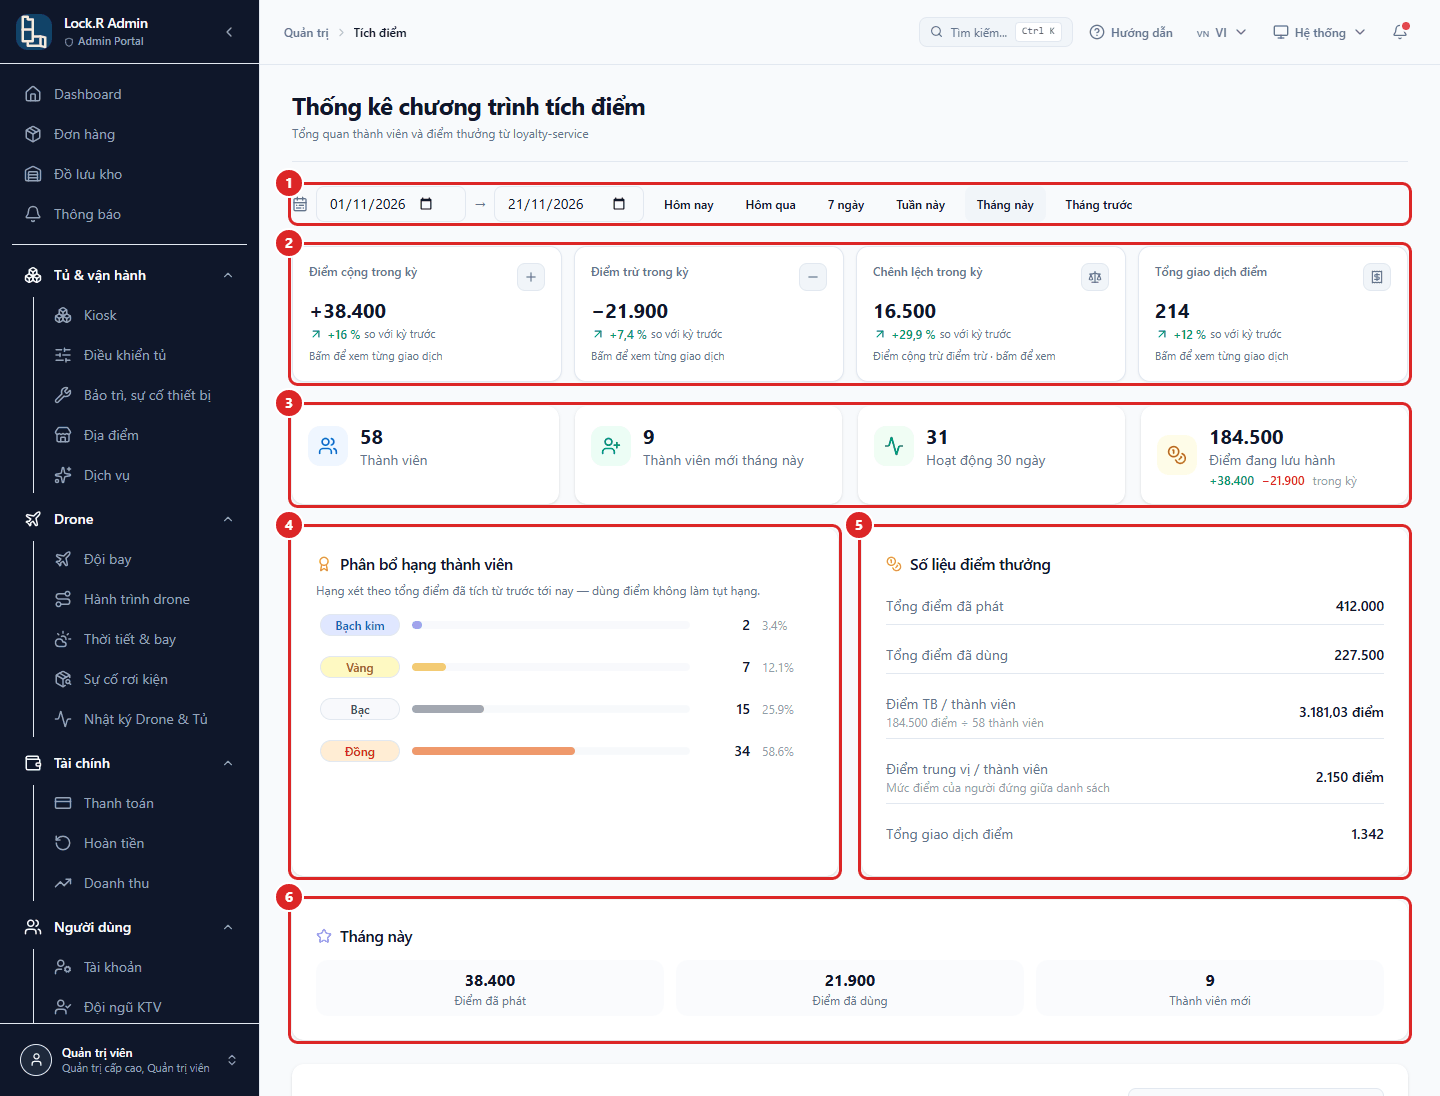 Lock.R Admin
Admin Portal
Dashboard
Đơn hàng
Đồ lưu kho
Thông báo
Tủ & vận hành
Kiosk
Điều khiển tủ
Bảo trì, sự cố thiết bị
Địa điểm
Dịch vụ
Drone
Đội bay
Hành trình drone
Thời tiết & bay
Sự cố rơi kiện
Nhật ký Drone & Tủ
Tài chính
Thanh toán
Hoàn tiền
Doanh thu
Người dùng
Tài khoản
Đội ngũ KTV
Quản trị viên
Quản trị cấp cao, Quản trị viên
Quản trị > Tích điểm
Tìm kiếm... Ctrl K
Hướng dẫn
VN VI
Hệ thống
Thống kê chương trình tích điểm
Tổng quan thành viên và điểm thưởng từ loyalty-service
1
01/11/2026 → 21/11/2026 Hôm nay Hôm qua 7 ngày Tuần này Tháng này Tháng trước
2
Điểm cộng trong kỳ
+38.400
+16 % so với kỳ trước
Bấm để xem từng giao dịch
Điểm trừ trong kỳ
−21.900
+7,4 % so với kỳ trước
Bấm để xem từng giao dịch
Chênh lệch trong kỳ
16.500
+29,9 % so với kỳ trước
Điểm cộng trừ điểm trừ · bấm để xem
Tổng giao dịch điểm
214
+12 % so với kỳ trước
Bấm để xem từng giao dịch
3
58
Thành viên
9
Thành viên mới tháng này
31
Hoạt động 30 ngày
184.500
Điểm đang lưu hành
+38.400 −21.900 trong kỳ
4
Phân bổ hạng thành viên
Hạng xét theo tổng điểm đã tích từ trước tới nay — dùng điểm không làm tụt hạng.
Bạch kim 2 3.4%
Vàng 7 12.1%
Bạc 15 25.9%
Đồng 34 58.6%
5
Số liệu điểm thưởng
Tổng điểm đã phát 412.000
Tổng điểm đã dùng 227.500
Điểm TB / thành viên
184.500 điểm ÷ 58 thành viên
3.181,03 điểm
Điểm trung vị / thành viên
Mức điểm của người đứng giữa danh sách
2.150 điểm
Tổng giao dịch điểm 1.342
6
Tháng này
38.400
Điểm đã phát
21.900
Điểm đã dùng
9
Thành viên mới